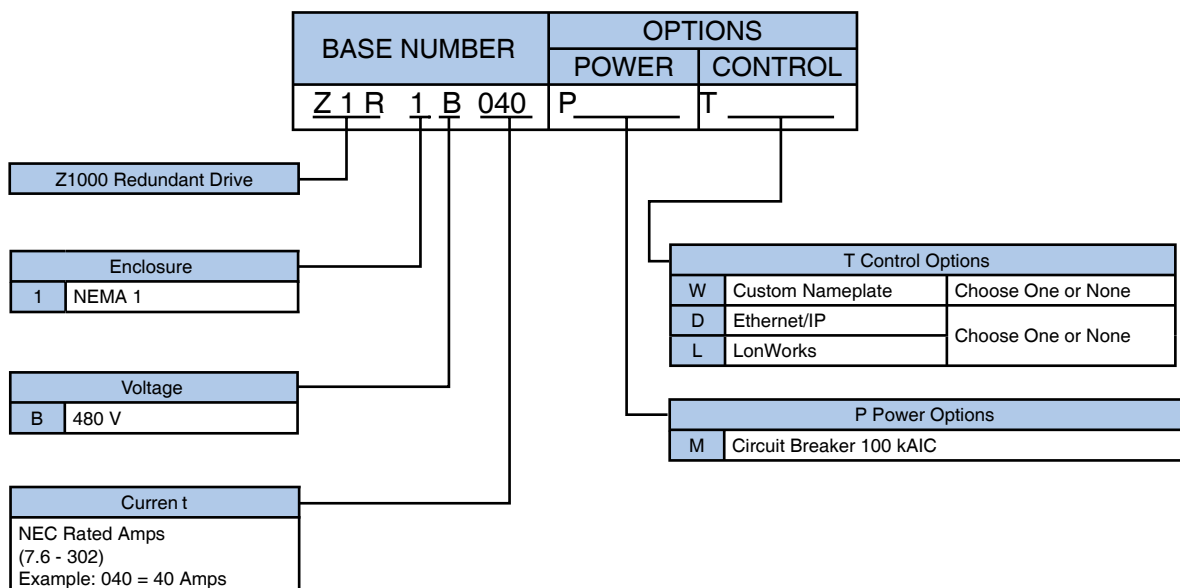 BASE NUMBER
OPTIONS
POWER
CONTROL
Z 1 R 1 B 040 P T
Z1000 Redundant Drive
Enclosure
1 NEMA 1
Voltage
B 480 V
Curren t
NEC Rated Amps
(7.6 - 302)
Example: 040 = 40 Amps
T Control Options
W Custom Nameplate Choose One or None
D Ethernet/IP Choose One or None
L LonWorks
P Power Options
M Circuit Breaker 100 kAIC